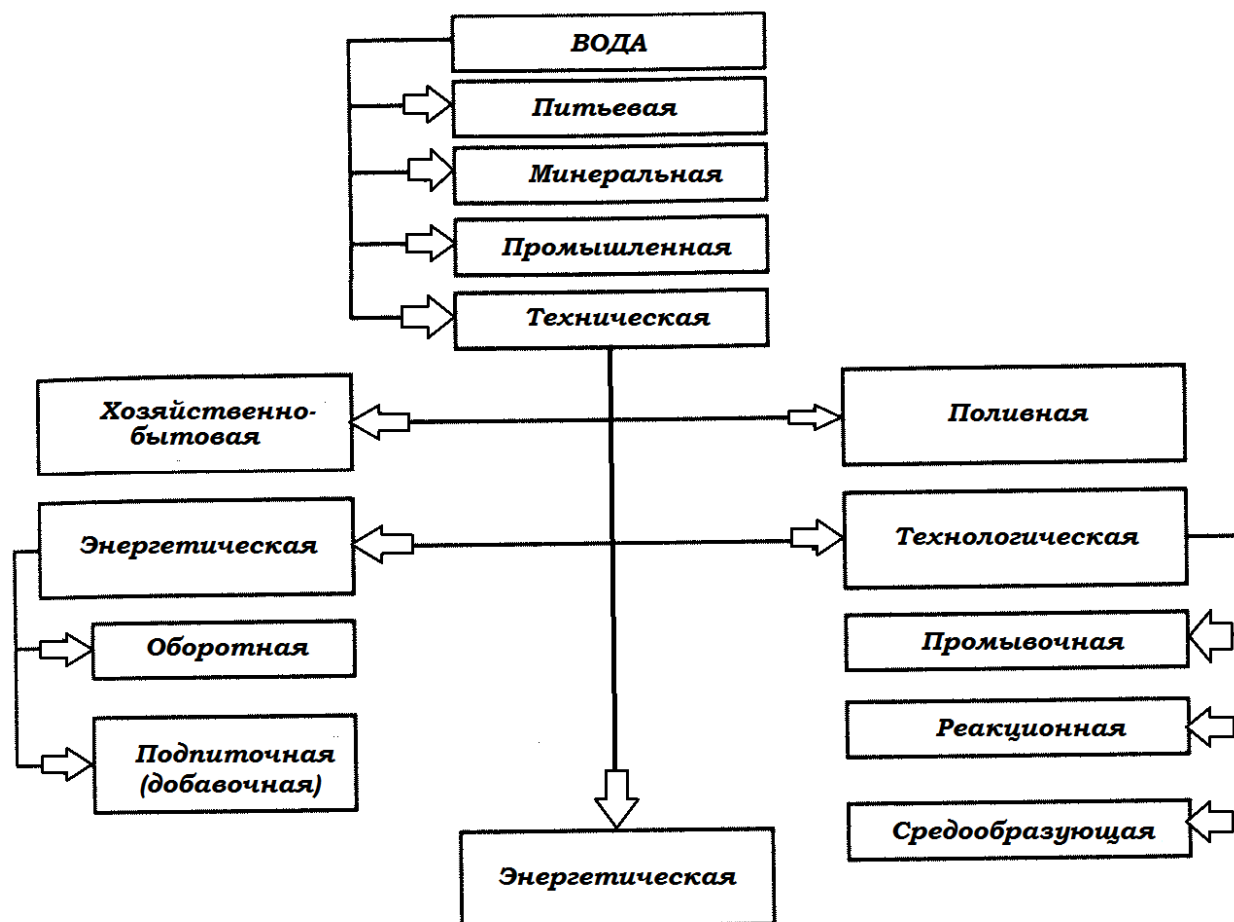 ВОДА
Питьевая
Минеральная
Промышленная
Техническая
Хозяйственно-
бытовая
Поливная
Энергетическая
Технологическая
Оборотная
Промывочная
Подпиточная
(добавочная)
Реакционная
Средообразующая
Энергетическая